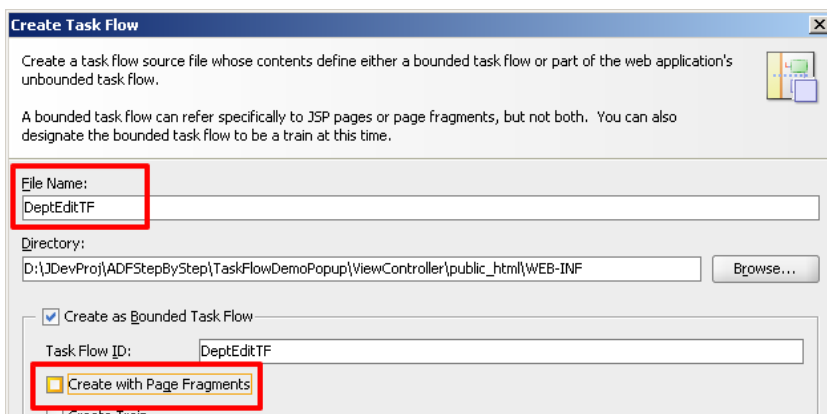 Create Task Flow
Create a task flow source file whose contents define either a bounded task flow or part of the web application's
unbounded task flow.
A bounded task flow can refer specifically to JSP pages or page fragments, but not both. You can also
designate the bounded task flow to be a train at this time.
File Name:
DeptEditTF
Directory:
D:\JDevProj\ADFStepByStep\TaskFlowDemoPopup\ViewController\public_html\WEB-INF
Browse...
Create as Bounded Task Flow
Task Flow ID:
DeptEditTF
Create with Page Fragments
Create Train